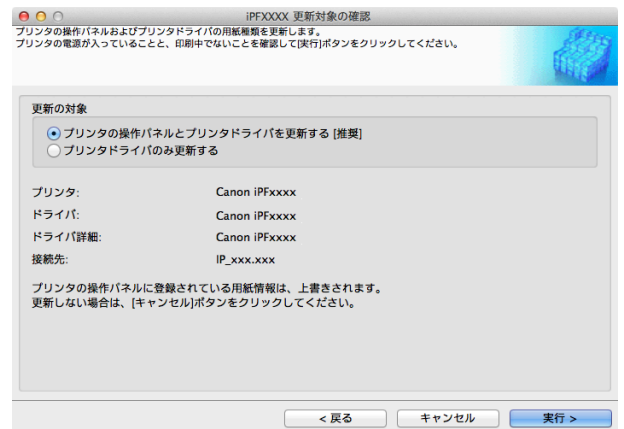 iPFXXXX 更新対象の確認
プリンタの操作パネルおよびプリンタドライバの用紙種類を更新します。
プリンタの電源が入っていることと、印刷中でないことを確認して[実行]ボタンをクリックしてください。
更新の対象
プリンタの操作パネルとプリンタドライバを更新する [推奨]
プリンタドライバのみ更新する
プリンタ: Canon iPFxxxx
ドライバ: Canon iPFxxxx
ドライバ詳細: Canon iPFxxxx
接続先: IP_xxx.xxx
プリンタの操作パネルに登録されている用紙情報は、上書きされます。
更新しない場合は、[キャンセル]ボタンをクリックしてください。
< 戻る キャンセル 実行 >